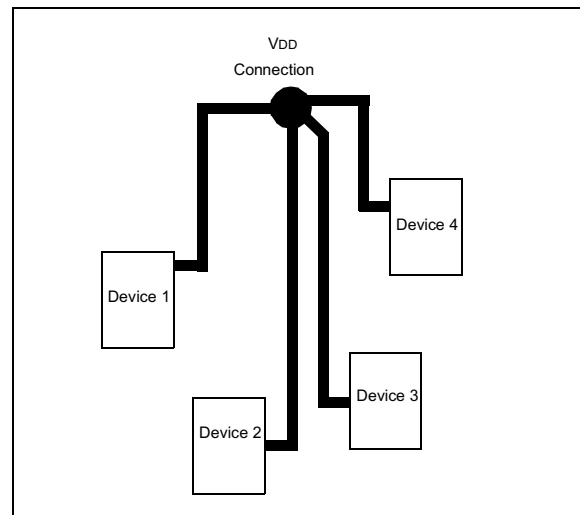 VDD
Connection
Device 4
Device 1
Device 3
Device 2